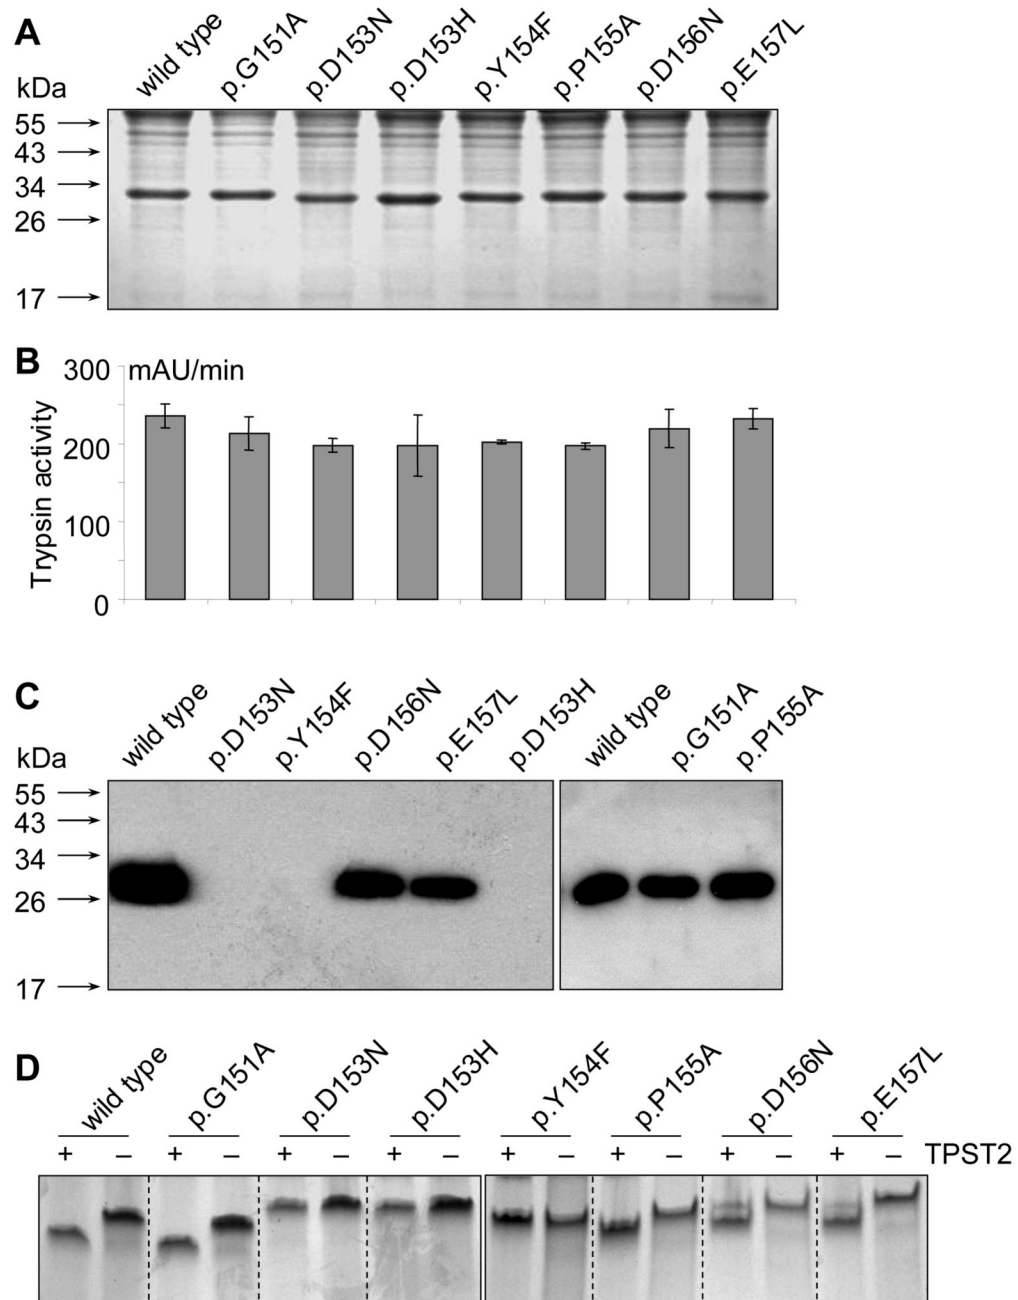 A
wild type p.G151A p.D153N p.D153H p.Y154F p.P155A p.D156N p.E157L
kDa
55
43
34
26
17
B
300 mAU/min
200
100
0
Trypsin activity
C
wild type p.D153N p.Y154F p.D156N p.E157L p.D153H wild type p.G151A p.P155A
kDa
55
43
34
26
17
D
wild type p.G151A p.D153N p.D153H p.Y154F p.P155A p.D156N p.E157L
+ – + – + – + – + – + – + – + – TPST2